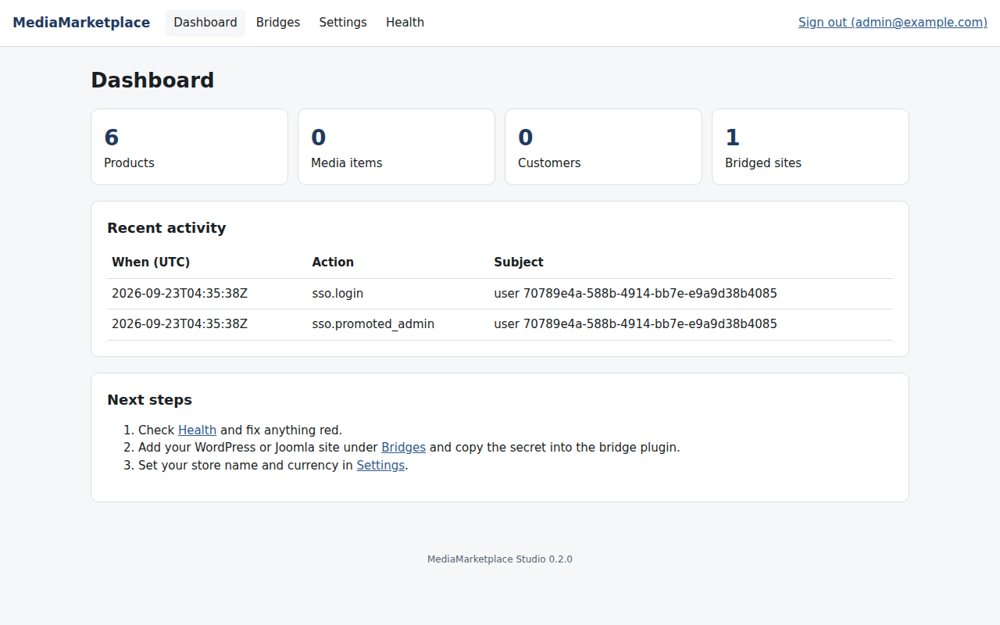 MediaMarketplace Dashboard Bridges Settings Health Sign out (admin@example.com)
Dashboard
6 0 0 1
Products Media items Customers Bridged sites
Recent activity
When (UTC) Action Subject
2026-09-23T04:35:38Z sso.login user 70789e4a-588b-4914-bb7e-e9a9d38b4085
2026-09-23T04:35:38Z sso.promoted_admin user 70789e4a-588b-4914-bb7e-e9a9d38b4085
Next steps
1. Check Health and fix anything red.
2. Add your WordPress or Joomla site under Bridges and copy the secret into the bridge plugin.
3. Set your store name and currency in Settings.
MediaMarketplace Studio 0.2.0